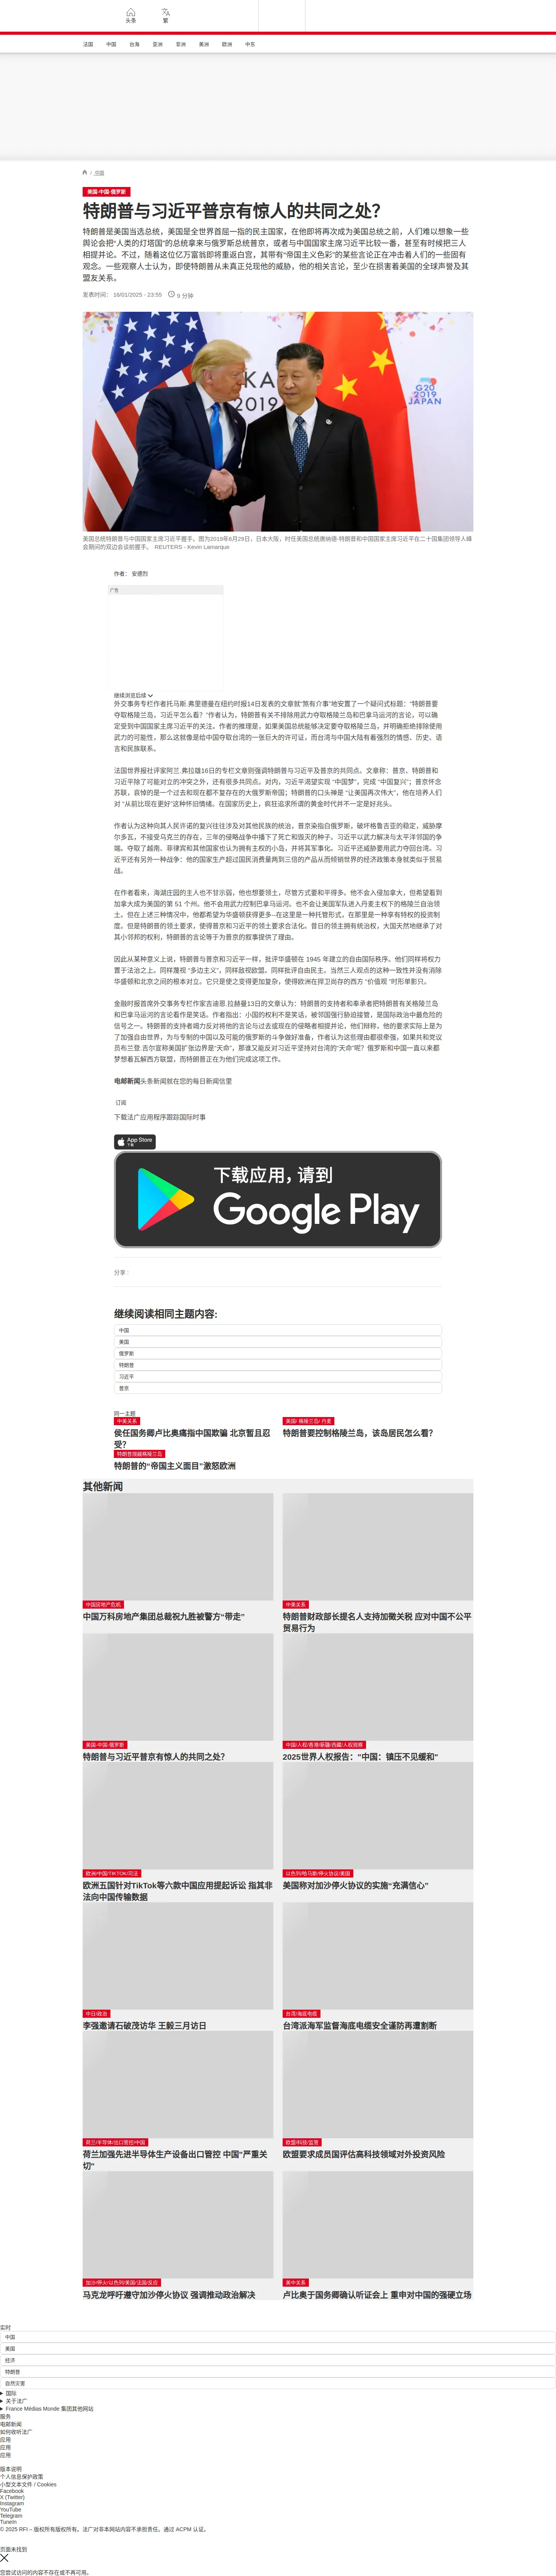 头条
繁
法国
中国
台海
亚洲
非洲
美洲
欧洲
中东
/ 中国
美国-中国-俄罗斯
特朗普与习近平普京有惊人的共同之处?
特朗普是美国当选总统，美国是全世界首屈一指的民主国家，在他即将再次成为美国总统之前，人们难以想象一些
舆论会把“人类的灯塔国”的总统拿来与俄罗斯总统普京，或者与中国国家主席习近平比较一番，甚至有时候把三人
相提并论。不过，随着这位亿万富翁即将重返白宫，其带有“帝国主义色彩”的某些言论正在冲击着人们的一些固有
观念。一些观察人士认为，即使特朗普从未真正兑现他的威胁，他的相关言论，至少在损害着美国的全球声誉及其
盟友关系。
发表时间： 16/01/2025 - 23:55
9 分钟
KA
2019
G20
JAPAN
美国总统特朗普与中国国家主席习近平握手。图为2019年6月29日，日本大阪，时任美国总统唐纳德·特朗普和中国国家主席习近平在二十国集团领导人峰
会期间的双边会谈前握手。 REUTERS - Kevin Lamarque
作者： 安德烈
广告
继续浏览后续
外交事务专栏作者托马斯.弗里德曼在纽约时报14日发表的文章就“煞有介事”地安置了一个疑问式标题：“特朗普要
夺取格陵兰岛，习近平怎么看？”作者认为，特朗普有关不排除用武力夺取格陵兰岛和巴拿马运河的言论，可以确
定受到中国国家主席习近平的关注。作者的推理是，如果美国总统能够决定要夺取格陵兰岛，并明确拒绝排除使用
武力的可能性，那么这就像是给中国夺取台湾的一张巨大的许可证，而台湾与中国大陆有着强烈的情感、历史、语
言和民族联系。
法国世界报社评家阿兰.弗拉雄16日的专栏文章则强调特朗普与习近平及普京的共同点。文章称：普京、特朗普和
习近平除了可能对立的冲突之外，还有很多共同点。对内，习近平渴望实现 “中国梦”，完成 “中国复兴”；普京怀念
苏联，哀悼的是一个过去和现在都不复存在的大俄罗斯帝国；特朗普的口头禅是 “让美国再次伟大”，他在培养人们
对 “从前比现在更好”这种怀旧情绪。在国家历史上，疯狂追求所谓的黄金时代并不一定是好兆头。
作者认为这种向其人民许诺的复兴往往涉及对其他民族的统治，普京染指白俄罗斯，破坏格鲁吉亚的稳定，威胁摩
尔多瓦，不接受乌克兰的存在，三年的侵略战争中播下了死亡和毁灭的种子。习近平以武力解决与太平洋邻国的争
端。夺取了越南、菲律宾和其他国家也认为拥有主权的小岛，并将其军事化。习近平还威胁要用武力夺回台湾。习
近平还有另外一种战争：他的国家生产超过国民消费量两到三倍的产品从而倾销世界的经济政策本身就类似于贸易
战。
在作者看来，海湖庄园的主人也不甘示弱，他也想要领土，尽管方式要和平得多。他不会入侵加拿大，但希望看到
加拿大成为美国的第 51 个州。他不会用武力控制巴拿马运河。也不会让美国军队进入丹麦主权下的格陵兰自治领
土。但在上述三种情况中，他都希望为华盛顿获得更多--在这里是一种托管形式，在那里是一种享有特权的投资制
度。但是特朗普的领土要求，使得普京和习近平的领土要求合法化。昔日的领主拥有统治权，大国天然地继承了对
其小邻邦的权利，特朗普的言论等于为普京的叙事提供了理由。
因此从某种意义上说，特朗普与普京和习近平一样，批评华盛顿在 1945 年建立的自由国际秩序。他们同样将权力
置于法治之上。同样蔑视 “多边主义”，同样敌视欧盟。同样批评自由民主。当然三人观点的这种一致性并没有消除
华盛顿和北京之间的根本对立。它只是使之变得更加复杂，使得欧洲在捍卫尚存的西方 “价值观 ”时形单影只。
金融时报首席外交事务专栏作家吉迪恩.拉赫曼13日的文章认为：特朗普的支持者和奉承者把特朗普有关格陵兰岛
和巴拿马运河的言论看作是笑话。作者指出：小国的权利不是笑话，被邻国强行胁迫接管，是国际政治中最危险的
信号之一。特朗普的支持者竭力反对将他的言论与过去或现在的侵略者相提并论，他们辩称，他的要求实际上是为
了加强自由世界，为与专制的中国以及可能的俄罗斯的斗争做好准备，作者认为这些理由都很牵强，如果共和党议
员布兰登.吉尔宣称美国扩张边界是“天命”，那谁又能反对习近平坚持对台湾的“天命”呢？俄罗斯和中国一直以来都
梦想着瓦解西方联盟，而特朗普正在为他们完成这项工作。
电邮新闻头条新闻就在您的每日新闻信里
订阅
下载法广应用程序跟踪国际时事
App Store
下载
下载应用，请到
Google Play
分享 :
继续阅读相同主题内容:
中国
美国
俄罗斯
特朗普
习近平
普京
同一主题
中美关系
侯任国务卿卢比奥痛指中国欺骗 北京暂且忍
受?
美国/ 格陵兰岛/ 丹麦
特朗普要控制格陵兰岛，该岛居民怎么看?
特朗普觊觎格陵兰岛
特朗普的“帝国主义面目”激怒欧洲
其他新闻
中国房地产危机
中国万科房地产集团总裁祝九胜被警方“带走”
中美关系
特朗普财政部长提名人支持加徵关税 应对中国不公平
贸易行为
美国-中国-俄罗斯
特朗普与习近平普京有惊人的共同之处?
中国/人权/香港/新疆/西藏/人权观察
2025世界人权报告："中国：镇压不见缓和"
欧洲/中国/TIKTOK/司法
欧洲五国针对TikTok等六款中国应用提起诉讼 指其非
法向中国传输数据
以色列/哈马斯/停火协议/美国
美国称对加沙停火协议的实施“充满信心”
中日/政治
李强邀请石破茂访华 王毅三月访日
台湾/海底电缆
台湾派海军监督海底电缆安全谨防再遭割断
荷兰/半导体/出口管控/中国
荷兰加强先进半导体生产设备出口管控 中国“严重关
切”
欧盟/科技/监管
欧盟要求成员国评估高科技领域对外投资风险
加沙/停火/以色列/美国/法国/反应
马克龙呼吁遵守加沙停火协议 强调推动政治解决
美中关系
卢比奥于国务卿确认听证会上 重申对中国的强硬立场
实时
中国
美国
经济
特朗普
自然灾害
国际
关于法广
France Médias Monde 集团其他网站
服务
电邮新闻
如何收听法广
应用
应用
应用
版本说明
个人信息保护政策
小型文本文件 / Cookies
Facebook
X (Twitter)
Instagram
YouTube
Telegram
TuneIn
© 2025 RFI – 版权所有版权所有。法广对非本网站内容不承担责任。通过 ACPM 认证。
页面未找到
您尝试访问的内容不存在或不再可用。